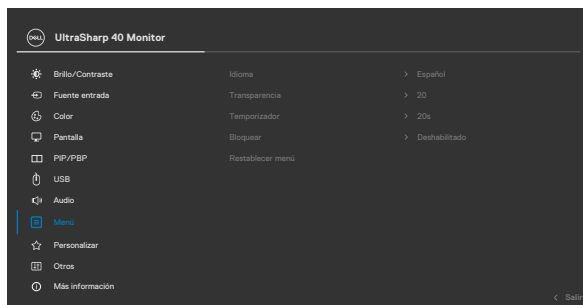 DELL UltraSharp 40 Monitor
Brillo/Contraste Idioma > Español
Fuente entrada Transparencia > 20
Color Temporizador > 20s
Pantalla Bloquear > Deshabilitado
PIP/PBP Restablecer menú
USB
Audio
Menú
Personalizar
Otros
Más información
< Salir